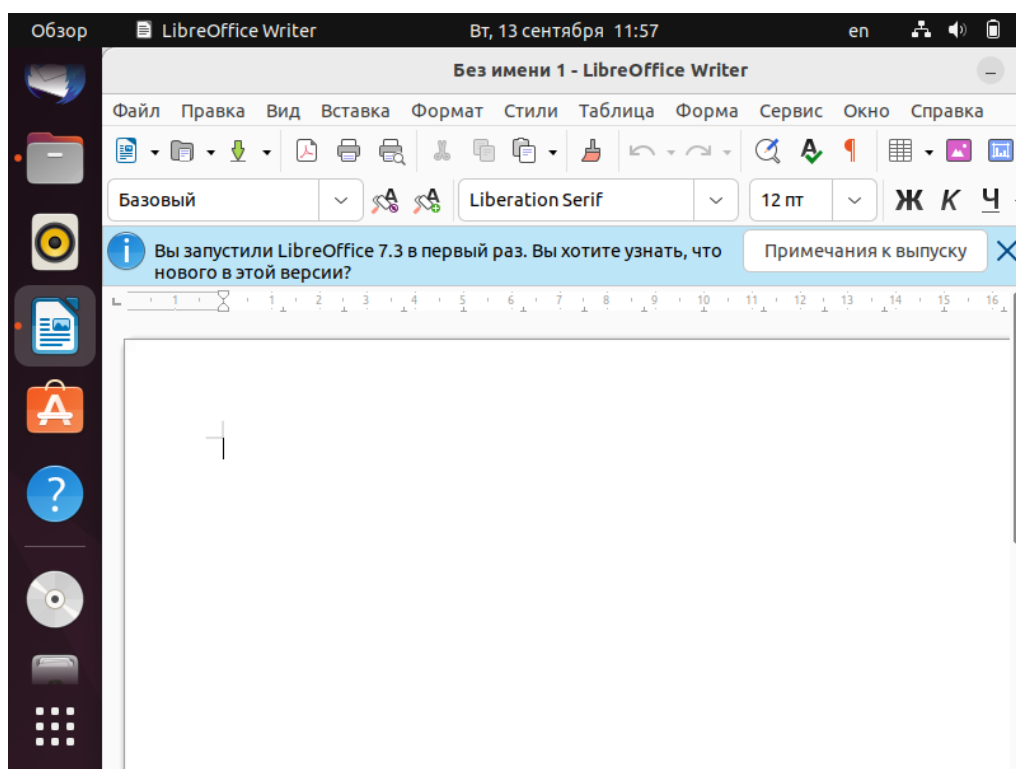 Обзор LibreOffice Writer Вт, 13 сентября 11:57 en
Без имени 1 - LibreOffice Writer
Файл Правка Вид Вставка Формат Стили Таблица Форма Сервис Окно Справка
Базовый Liberation Serif 12 пт Ж К Ч
Вы запустили LibreOffice 7.3 в первый раз. Вы хотите узнать, что
нового в этой версии?
Примечания к выпуску
1 1 2 3 4 5 6 7 8 9 10 11 12 13 14 15 16